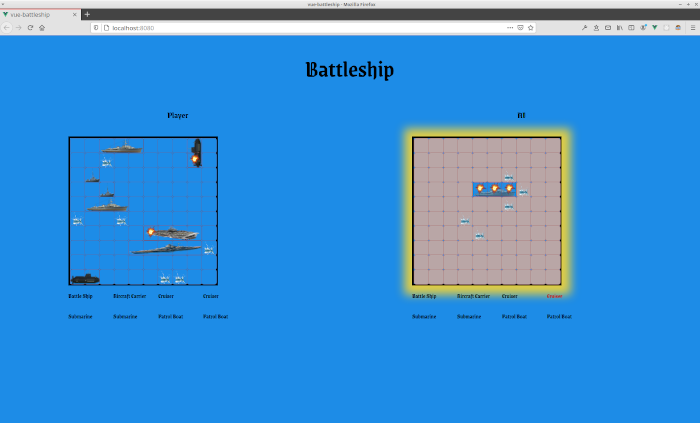 vue-battleship - Mozilla Firefox
vue-battleship
localhost:8080
Battleship
Player
AI
Battle Ship Aircraft Carrier Cruiser Cruiser
Submarine Submarine Patrol Boat Patrol Boat
Battle Ship Aircraft Carrier Cruiser Cruiser
Submarine Submarine Patrol Boat Patrol Boat